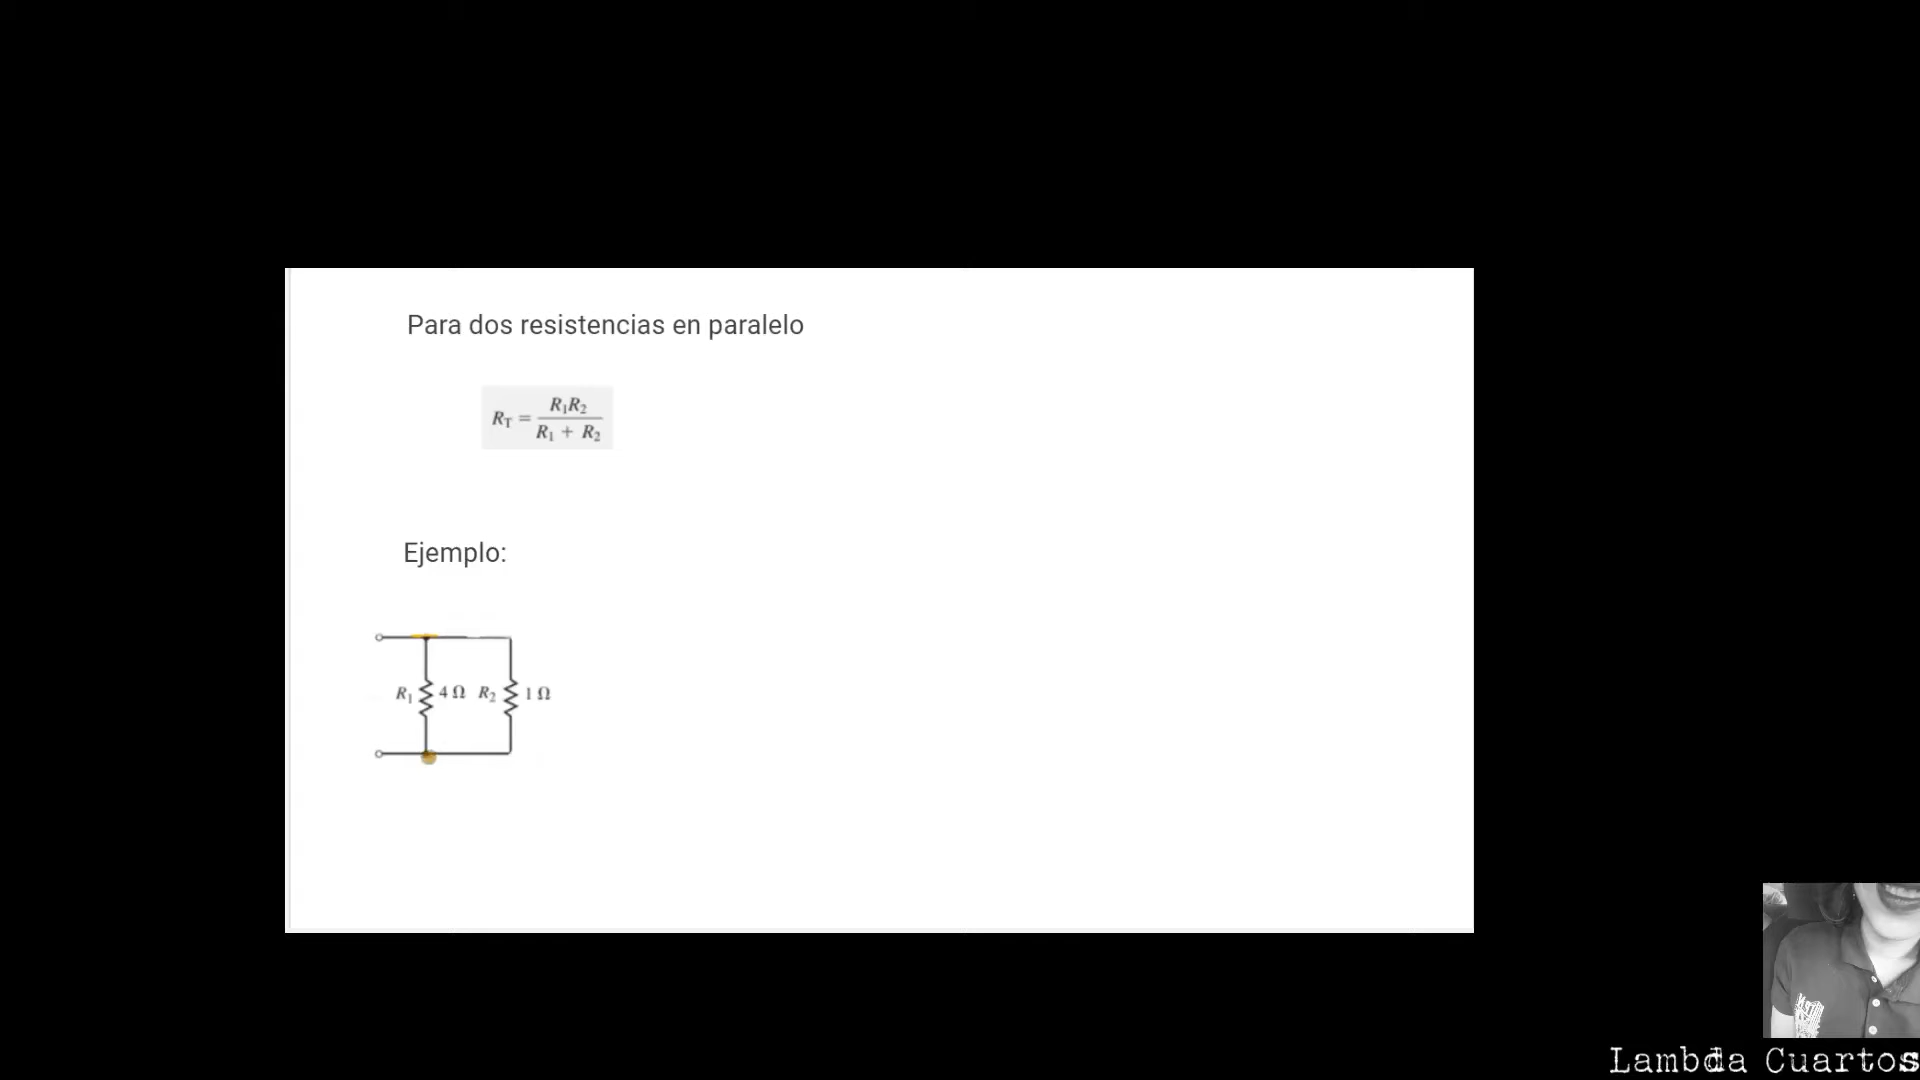 Para dos resistencias en paralelo
R_T = R_1R_2 / R_1 + R_2
Ejemplo:
R_1 4 Ω R_2 1 Ω
Lambda Cuartos